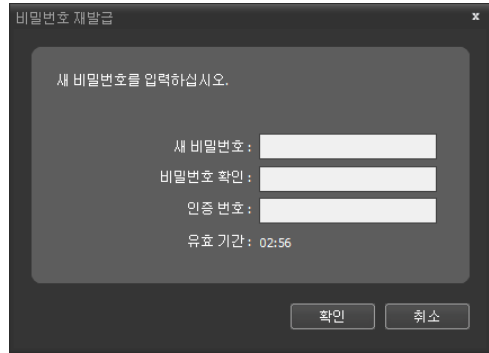 비밀번호 재발급 x
새 비밀번호를 입력하십시오.
새 비밀번호 :
비밀번호 확인 :
인증 번호 :
유효 기간 : 02:56
확인 취소